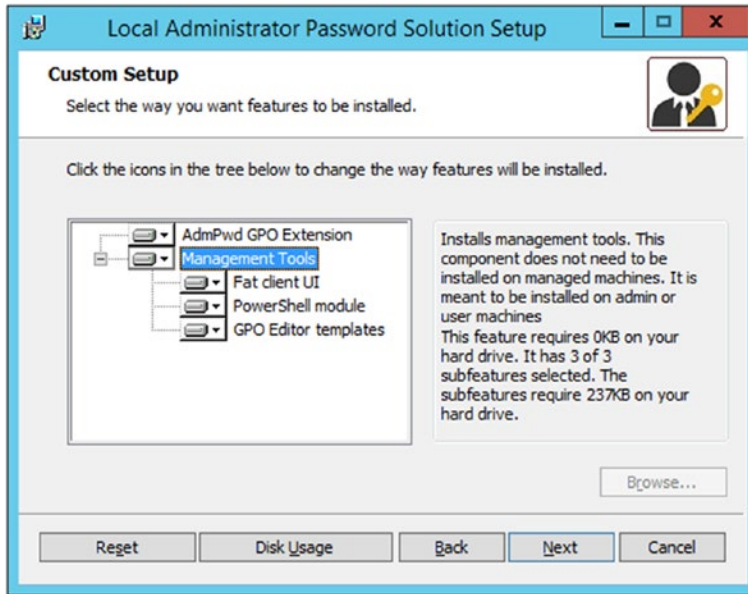 Local Administrator Password Solution Setup
Custom Setup
Select the way you want features to be installed.
Click the icons in the tree below to change the way features will be installed.
AdmPwd GPO Extension
Management Tools
Fat client UI
PowerShell module
GPO Editor templates
Installs management tools. This
component does not need to be
installed on managed machines. It is
meant to be installed on admin or
user machines
This feature requires 0KB on your
hard drive. It has 3 of 3
subfeatures selected. The
subfeatures require 237KB on your
hard drive.
Browse...
Reset Disk Usage Back Next Cancel